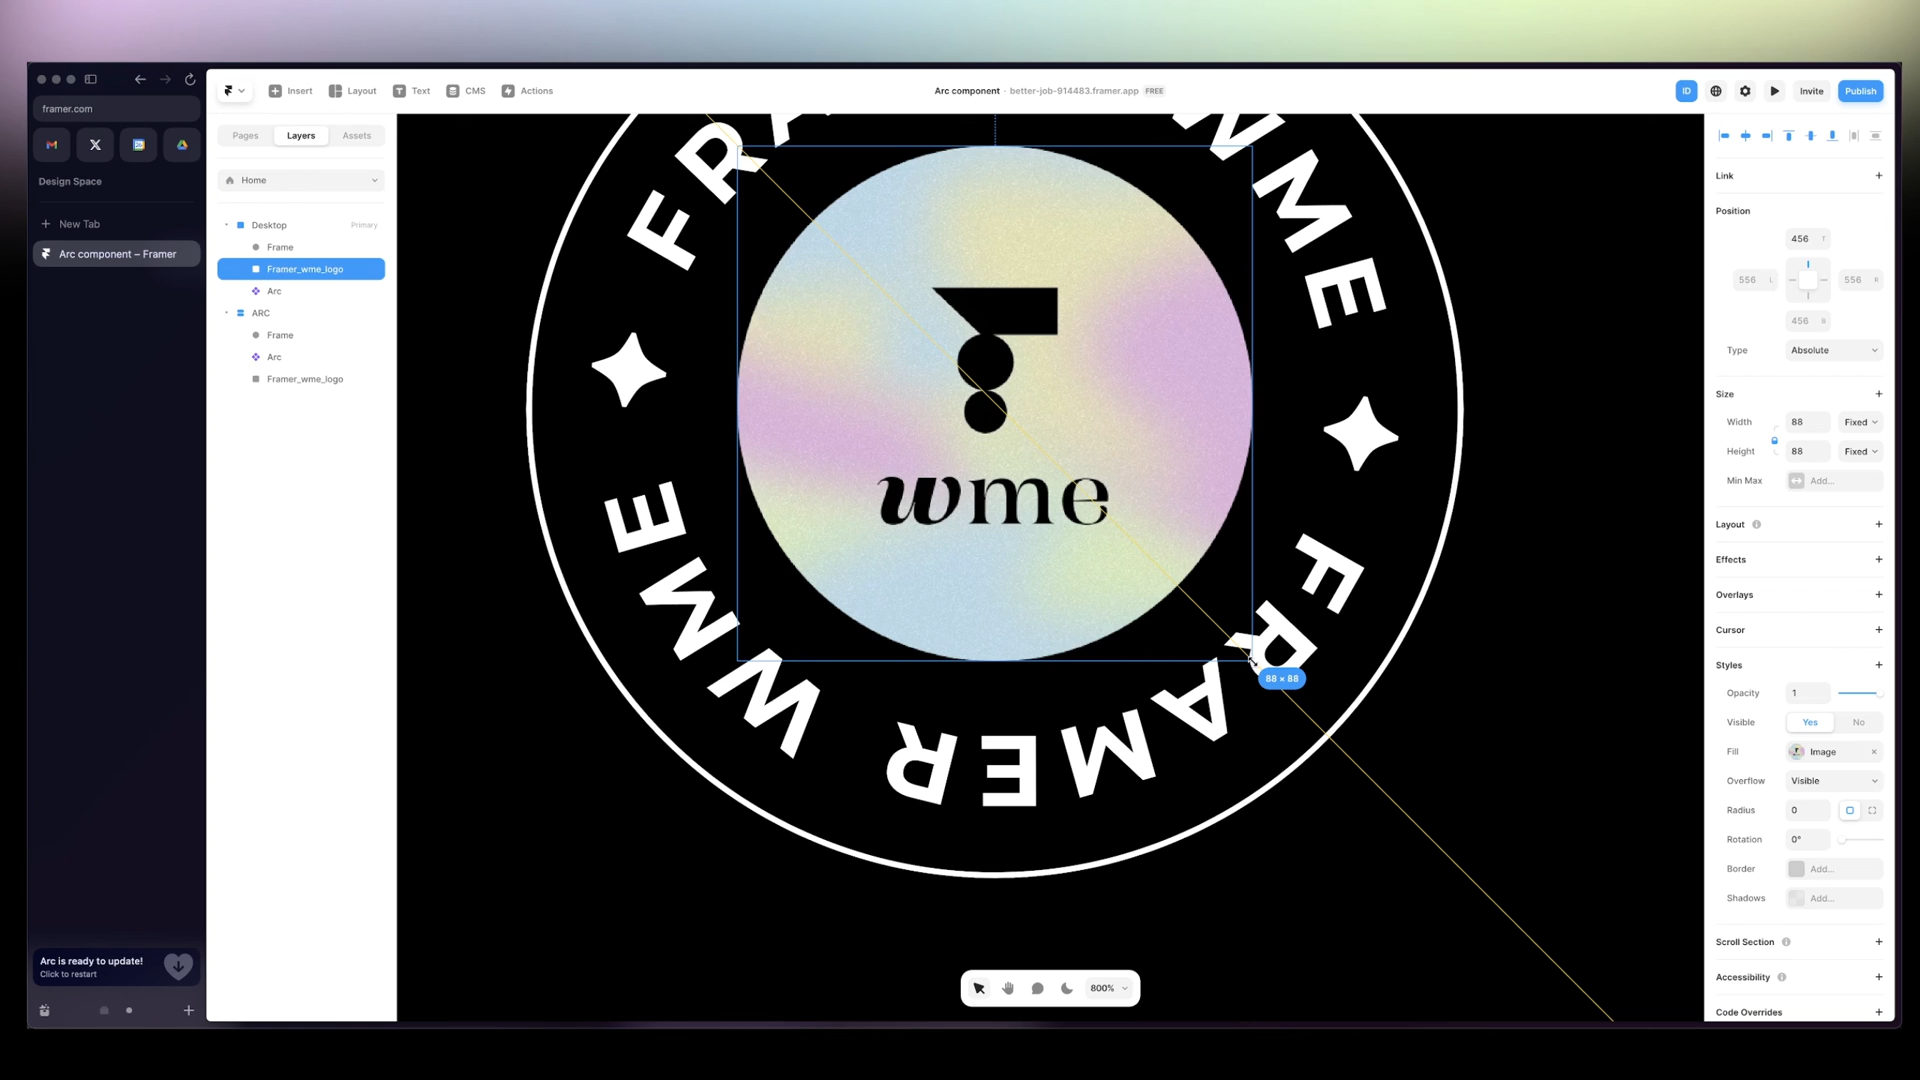 framer.com
Design Space
New Tab
Arc component – Framer
Arc is ready to update!
Click to restart
Insert
Layout
Text
CMS
Actions
Arc component · better-job-914483.framer.app FREE
ID
Invite
Publish
Pages
Layers
Assets
Home
Desktop
Primary
Frame
Framer_wme_logo
Arc
ARC
Frame
Arc
Framer_wme_logo
WME
FRAMER WME
FRA
wme
88 × 88
800%
Link
Position
456 T
556 L
556 R
456 B
Type
Absolute
Size
Width
88
Fixed
Height
88
Fixed
Min Max
Add...
Layout
Effects
Overlays
Cursor
Styles
Opacity
1
Visible
Yes
No
Fill
Image
Overflow
Visible
Radius
0
Rotation
0°
Border
Add...
Shadows
Add...
Scroll Section
Accessibility
Code Overrides